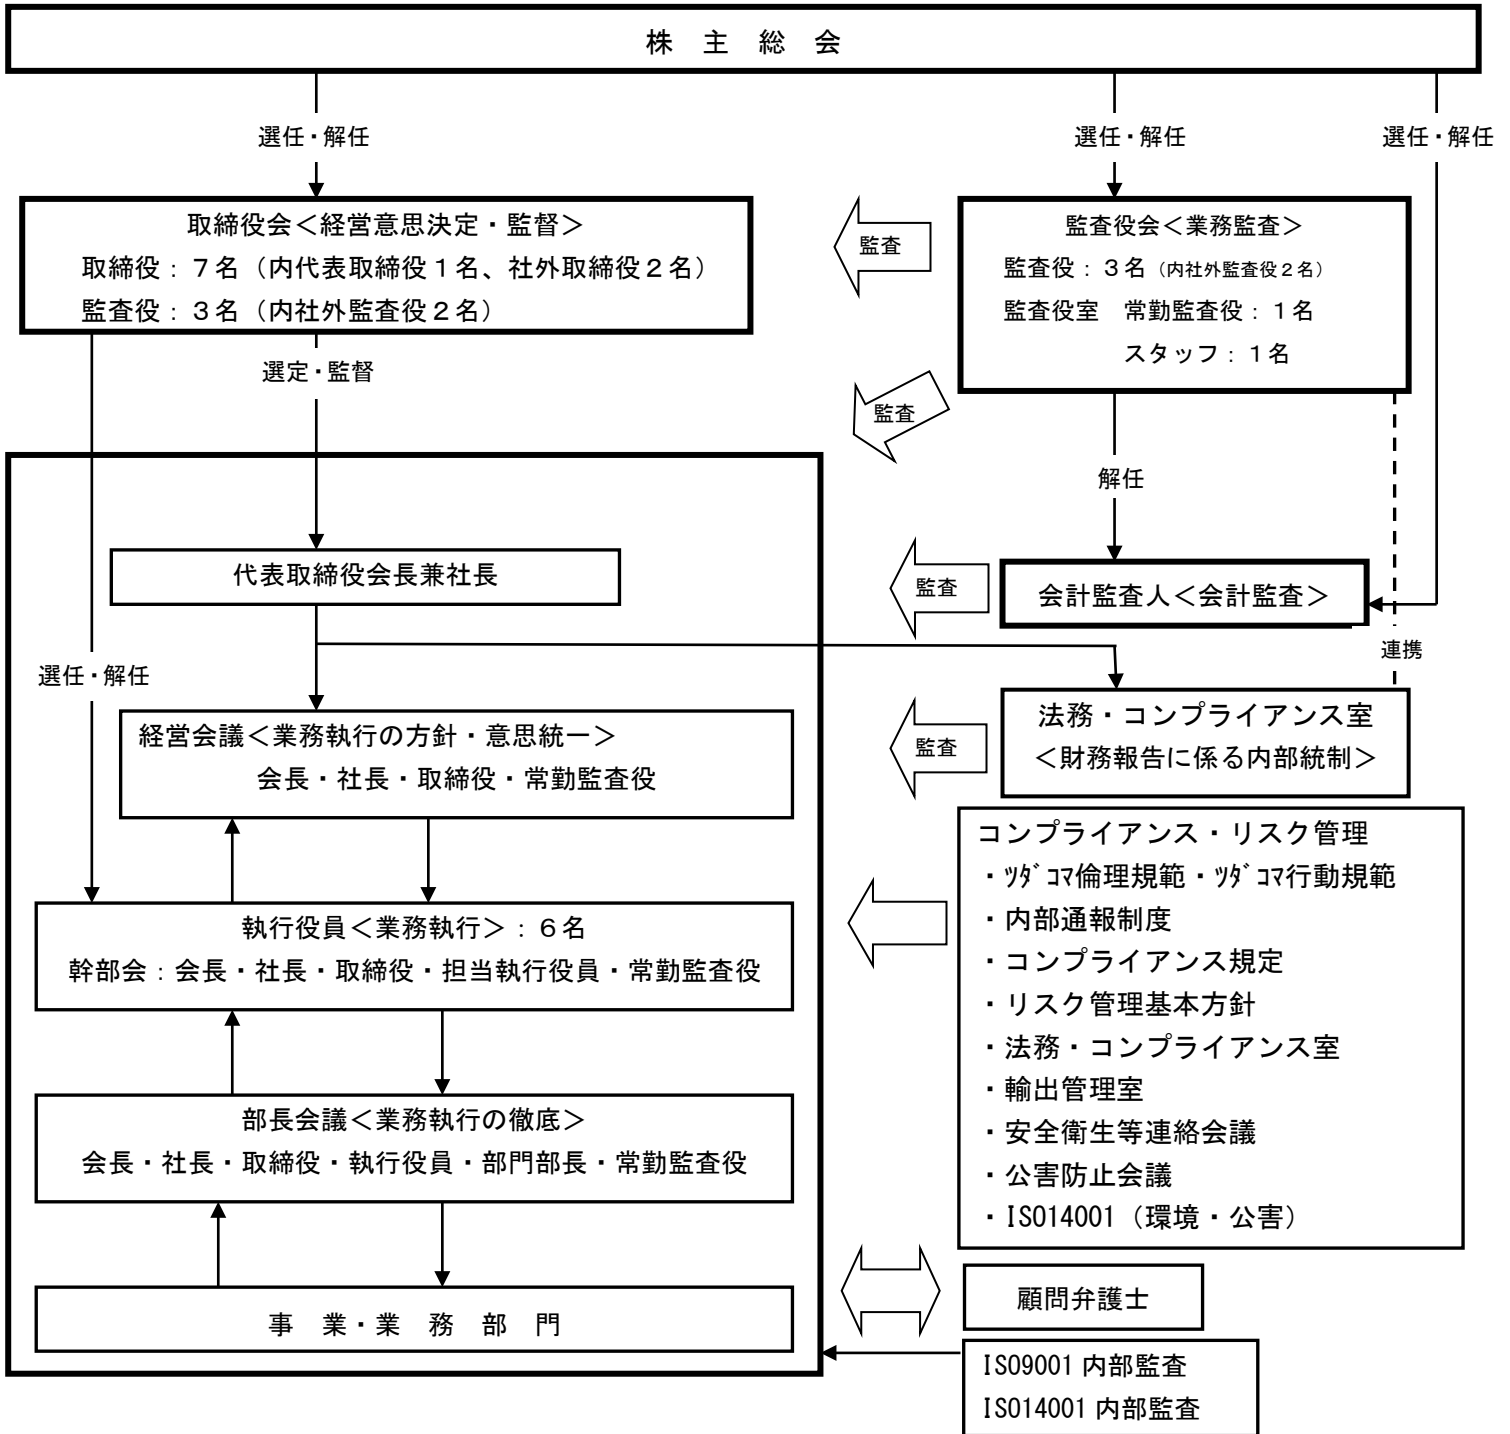 株　主　総　会
選任・解任
選任・解任
選任・解任
取締役会＜経営意思決定・監督＞
取締役：７名（内代表取締役１名、社外取締役２名）
監査役：３名（内社外監査役２名）
監査
監査役会＜業務監査＞
監査役：３名（内社外監査役２名）
監査役室　常勤監査役：１名
スタッフ：１名
選定・監督
監査
解任
代表取締役会長兼社長
監査
会計監査人＜会計監査＞
連携
選任・解任
経営会議＜業務執行の方針・意思統一＞
会長・社長・取締役・常勤監査役
監査
法務・コンプライアンス室
＜財務報告に係る内部統制＞
執行役員＜業務執行＞：６名
幹部会：会長・社長・取締役・担当執行役員・常勤監査役
コンプライアンス・リスク管理
・ﾂﾀﾞｺﾏ倫理規範・ﾂﾀﾞｺﾏ行動規範
・内部通報制度
・コンプライアンス規定
・リスク管理基本方針
・法務・コンプライアンス室
・輸出管理室
・安全衛生等連絡会議
・公害防止会議
・ISO14001（環境・公害）
部長会議＜業務執行の徹底＞
会長・社長・取締役・執行役員・部門部長・常勤監査役
事　業・業　務　部　門
顧問弁護士
ISO9001 内部監査
ISO14001 内部監査